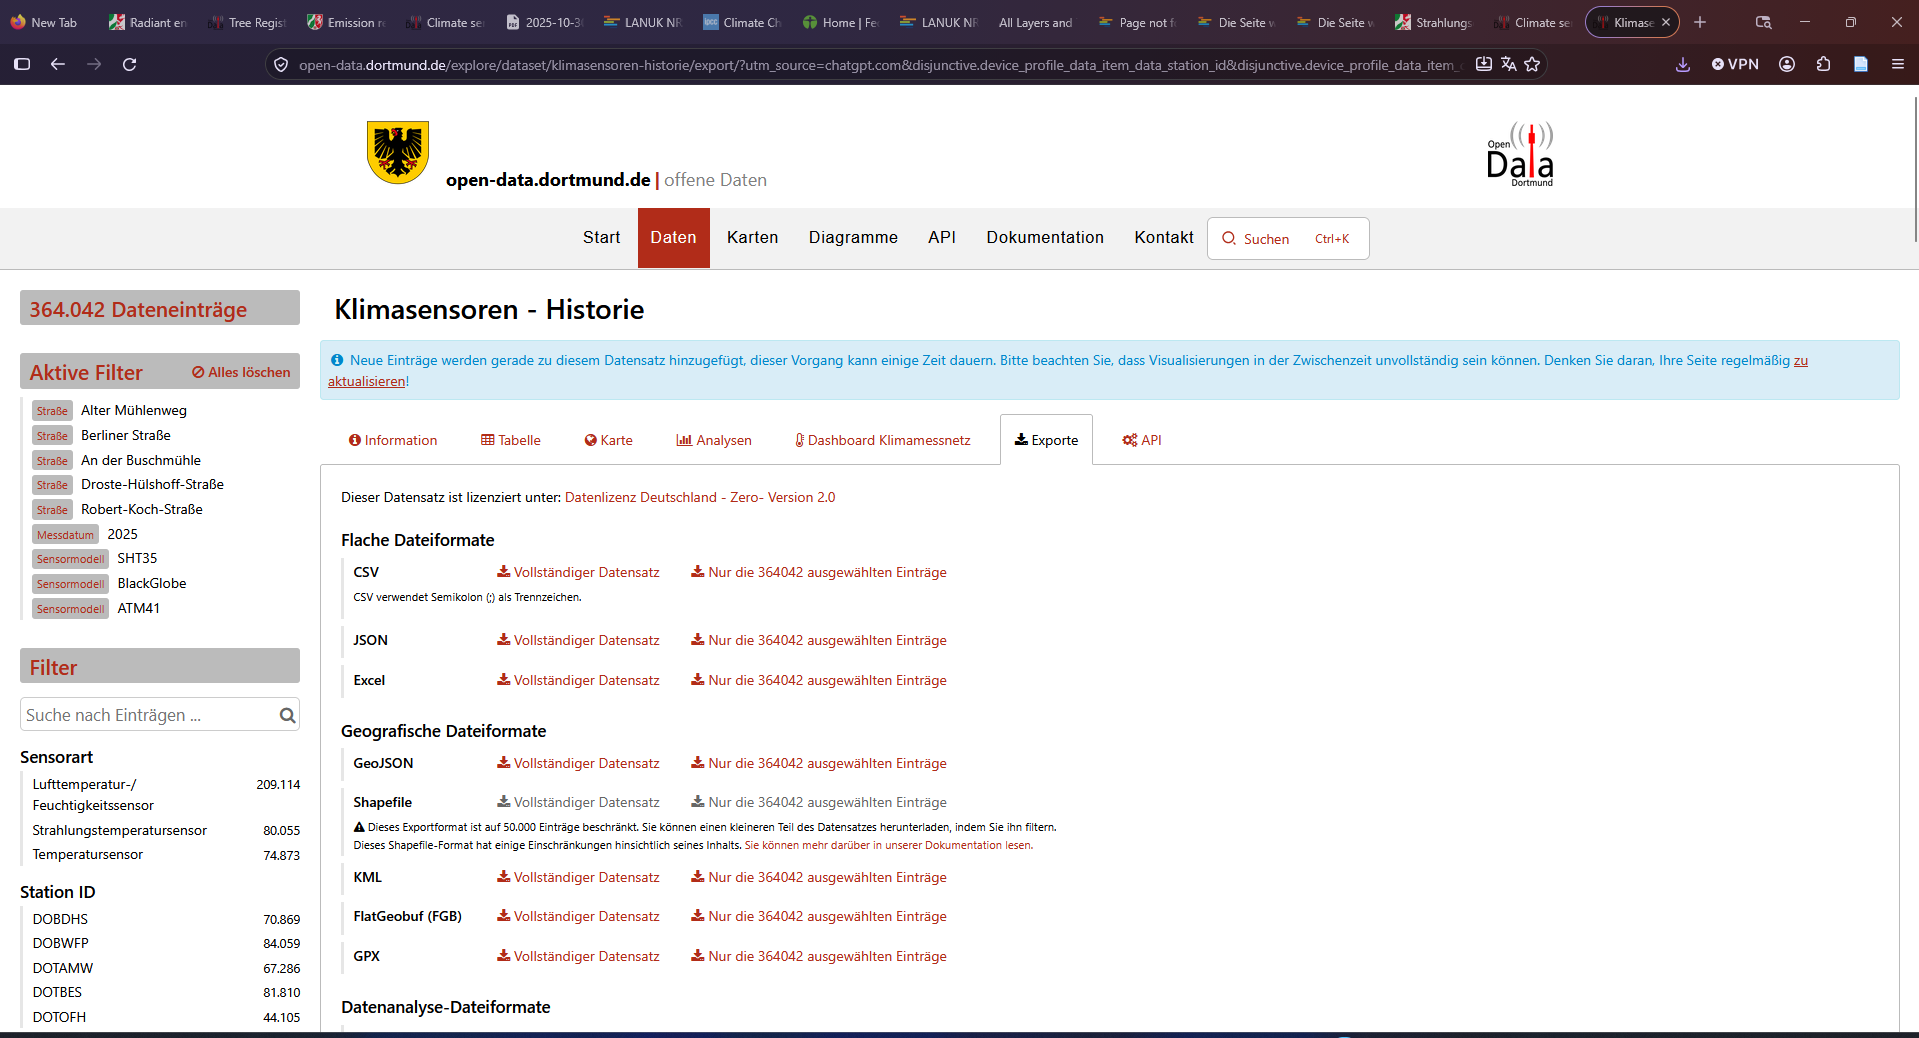 New Tab
Radiant en
Tree Regist
Emission re
Climate se
2025-10-30
LANUK NR
Climate Ch
Home | Fe
LANUK NR
All Layers and
Page not f
Die Seite w
Die Seite w
Strahlungs
Climate se
Klimase
open-data.dortmund.de/explore/dataset/klimasensoren-historie/export/?utm_source=chatgpt.com&disjunctive.device_profile_data_item_data_station_id&disjunctive.device_profile_data_item_
VPN
open-data.dortmund.de | offene Daten
Open
Data
Dortmund
Start
Daten
Karten
Diagramme
API
Dokumentation
Kontakt
Suchen Ctrl+K
364.042 Dateneinträge
Aktive Filter
Alles löschen
Straße Alter Mühlenweg
Straße Berliner Straße
Straße An der Buschmühle
Straße Droste-Hülshoff-Straße
Straße Robert-Koch-Straße
Messdatum 2025
Sensormodell SHT35
Sensormodell BlackGlobe
Sensormodell ATM41
Filter
Suche nach Einträgen ...
Sensorart
Lufttemperatur-/
Feuchtigkeitssensor 209.114
Strahlungstemperatursensor 80.055
Temperatursensor 74.873
Station ID
DOBDHS 70.869
DOBWFP 84.059
DOTAMW 67.286
DOTBES 81.810
DOTOFH 44.105
Klimasensoren - Historie
Neue Einträge werden gerade zu diesem Datensatz hinzugefügt, dieser Vorgang kann einige Zeit dauern. Bitte beachten Sie, dass Visualisierungen in der Zwischenzeit unvollständig sein können. Denken Sie daran, Ihre Seite regelmäßig zu
aktualisieren!
Information
Tabelle
Karte
Analysen
Dashboard Klimamessnetz
Exporte
API
Dieser Datensatz ist lizenziert unter: Datenlizenz Deutschland - Zero- Version 2.0
Flache Dateiformate
CSV Vollständiger Datensatz Nur die 364042 ausgewählten Einträge
CSV verwendet Semikolon (;) als Trennzeichen.
JSON Vollständiger Datensatz Nur die 364042 ausgewählten Einträge
Excel Vollständiger Datensatz Nur die 364042 ausgewählten Einträge
Geografische Dateiformate
GeoJSON Vollständiger Datensatz Nur die 364042 ausgewählten Einträge
Shapefile Vollständiger Datensatz Nur die 364042 ausgewählten Einträge
Dieses Exportformat ist auf 50.000 Einträge beschränkt. Sie können einen kleineren Teil des Datensatzes herunterladen, indem Sie ihn filtern.
Dieses Shapefile-Format hat einige Einschränkungen hinsichtlich seines Inhalts. Sie können mehr darüber in unserer Dokumentation lesen.
KML Vollständiger Datensatz Nur die 364042 ausgewählten Einträge
FlatGeobuf (FGB) Vollständiger Datensatz Nur die 364042 ausgewählten Einträge
GPX Vollständiger Datensatz Nur die 364042 ausgewählten Einträge
Datenanalyse-Dateiformate